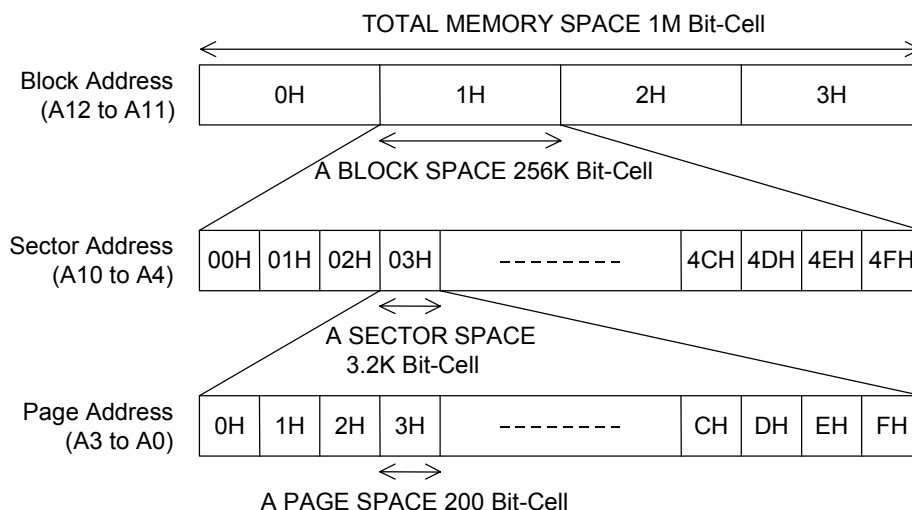 TOTAL MEMORY SPACE 1M Bit-Cell
Block Address
(A12 to A11)
0H 1H 2H 3H
A BLOCK SPACE 256K Bit-Cell
Sector Address
(A10 to A4)
00H 01H 02H 03H -------- 4CH 4DH 4EH 4FH
A SECTOR SPACE
3.2K Bit-Cell
Page Address
(A3 to A0)
0H 1H 2H 3H -------- CH DH EH FH
A PAGE SPACE 200 Bit-Cell